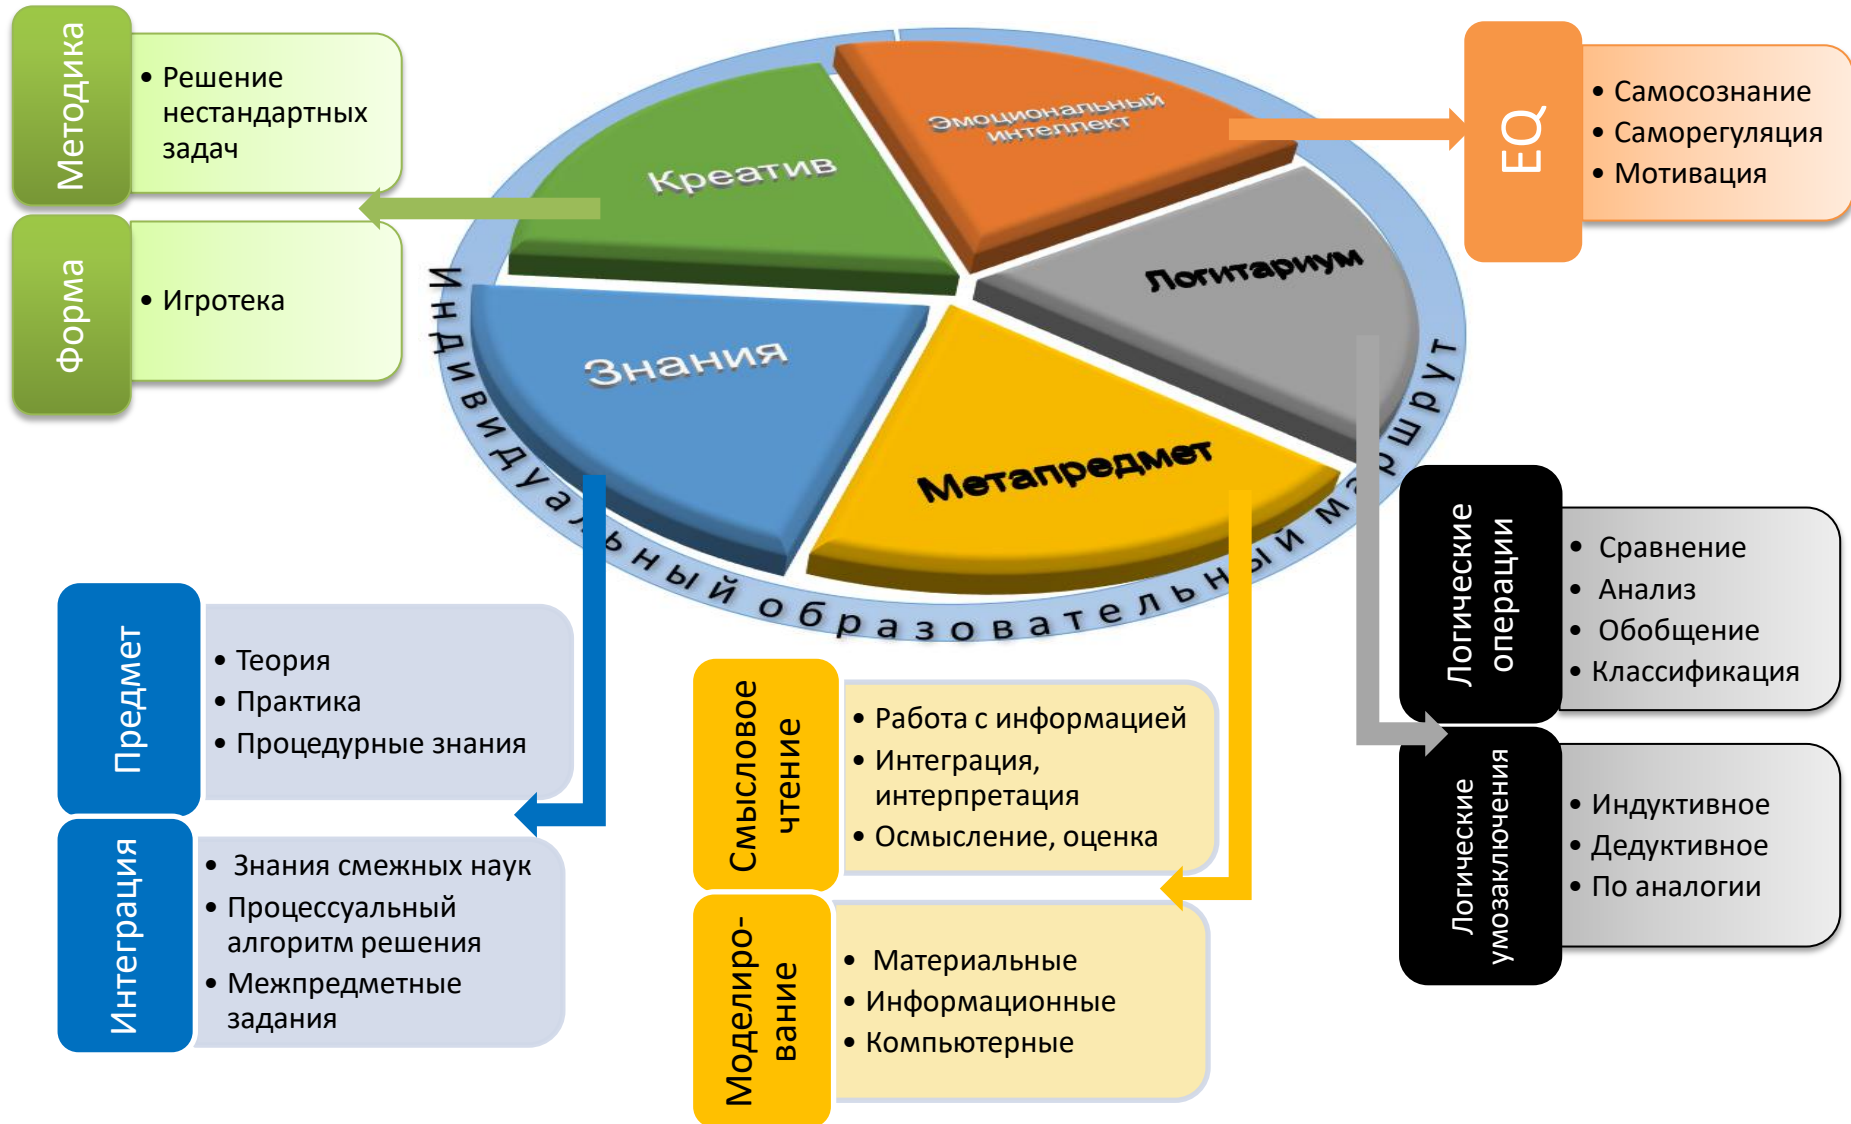 Методика
• Решение
нестандартных
задач
Форма
• Игротека
Креатив
Эмоциональный
интеллект
Логитариум
Метапредмет
Знания
Индивидуальный образовательный маршрут
EQ
• Самосознание
• Саморегуляция
• Мотивация
Предмет
• Теория
• Практика
• Процедурные знания
Интеграция
• Знания смежных наук
• Процессуальный
алгоритм решения
• Межпредметные
задания
Смысловое
чтение
• Работа с информацией
• Интеграция,
интерпретация
• Осмысление, оценка
Моделиро-
вание
• Материальные
• Информационные
• Компьютерные
Логические
операции
• Сравнение
• Анализ
• Обобщение
• Классификация
Логические
умозаключения
• Индуктивное
• Дедуктивное
• По аналогии